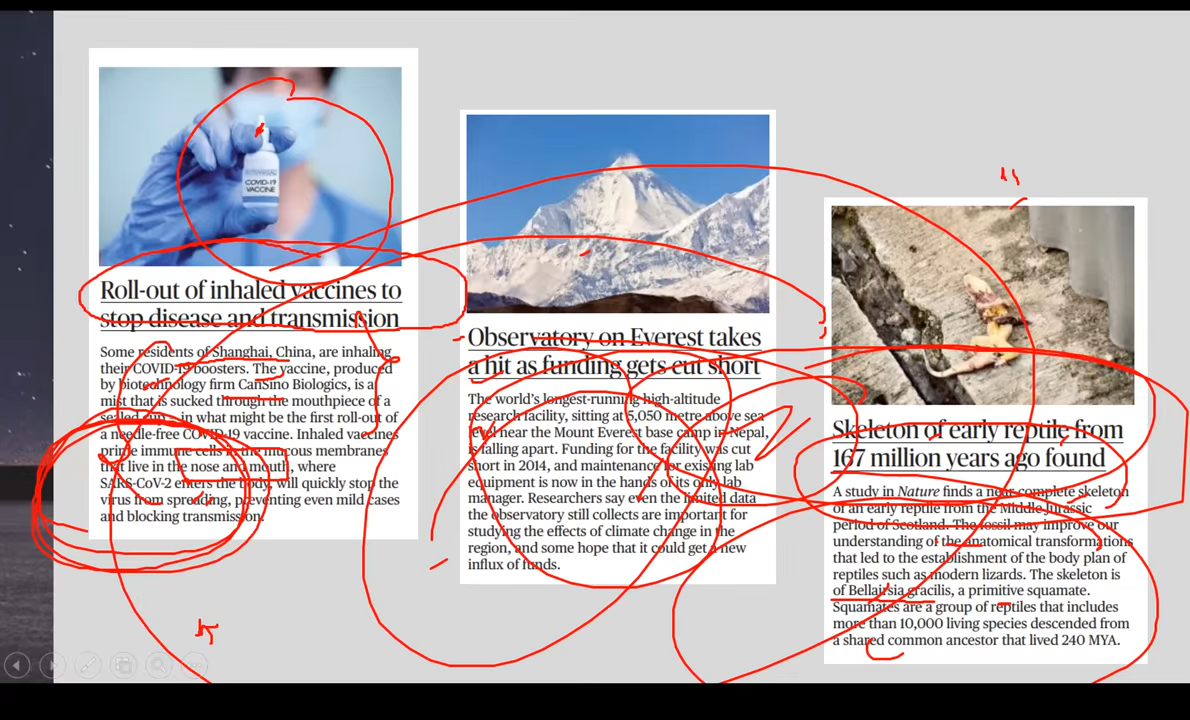 COVID-19
VACCINE
Roll-out of inhaled vaccines to
stop disease and transmission
Some residents of Shanghai, China, are inhaling
their COVID-19 boosters. The vaccine, produced
by biotechnology firm CanSino Biologics, is a
mist that is sucked through the mouthpiece of a
sealed cup – in what might be the first roll-out of
a needle-free COVID-19 vaccine. Inhaled vaccines
prime immune cells in the mucous membranes
that live in the nose and mouth, where
SARS-CoV-2 enters the body, will quickly stop the
virus from spreading, preventing even mild cases
and blocking transmission.
Observatory on Everest takes
a hit as funding gets cut short
The world's longest-running high-altitude
research facility, sitting at 5,050 metre above sea
level near the Mount Everest base camp in Nepal,
is falling apart. Funding for the facility was cut
short in 2014, and maintenance for existing lab
equipment is now in the hands of its only lab
manager. Researchers say even the limited data
the observatory still collects are important for
studying the effects of climate change in the
region, and some hope that it could get a new
influx of funds.
Skeleton of early reptile from
167 million years ago found
A study in Nature finds a near-complete skeleton
of an early reptile from the Middle Jurassic
period of Scotland. The fossil may improve our
understanding of the anatomical transformations
that led to the establishment of the body plan of
reptiles such as modern lizards. The skeleton is
of Bellairsia gracilis, a primitive squamate.
Squamates are a group of reptiles that includes
more than 10,000 living species descended from
a shared common ancestor that lived 240 MYA.